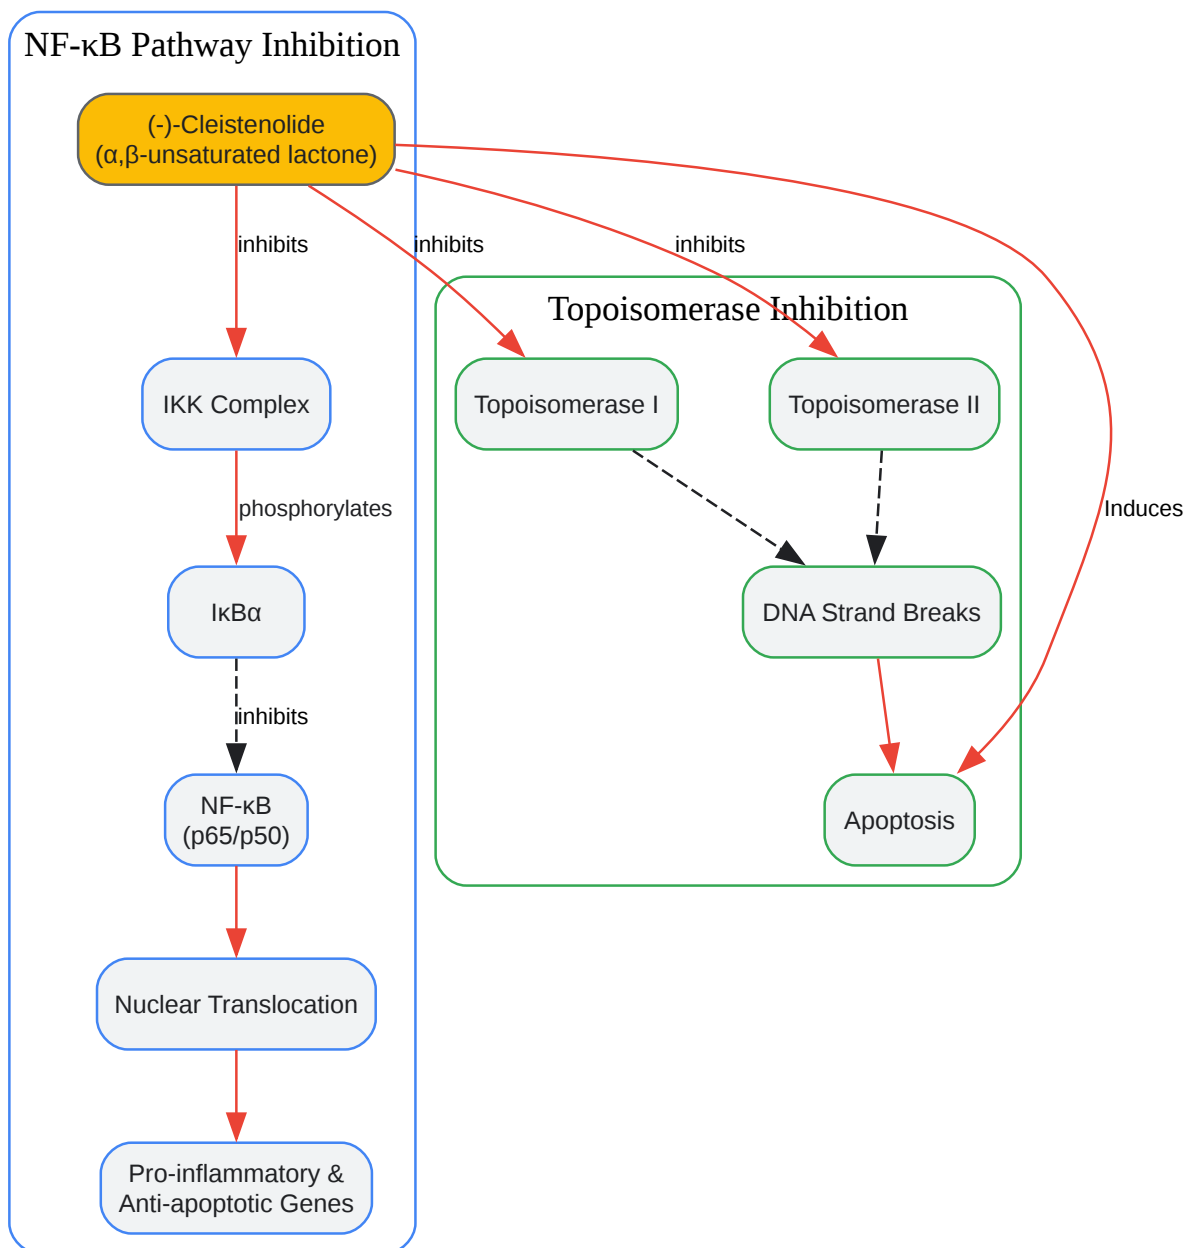 NF-κB Pathway Inhibition
(-)-Cleistenolide
(α,β-unsaturated lactone)
inhibits
inhibits
inhibits
Topoisomerase Inhibition
IKK Complex
Topoisomerase I
Topoisomerase II
phosphorylates
Induces
IκBα
DNA Strand Breaks
inhibits
NF-κB
(p65/p50)
Apoptosis
Nuclear Translocation
Pro-inflammatory &
Anti-apoptotic Genes